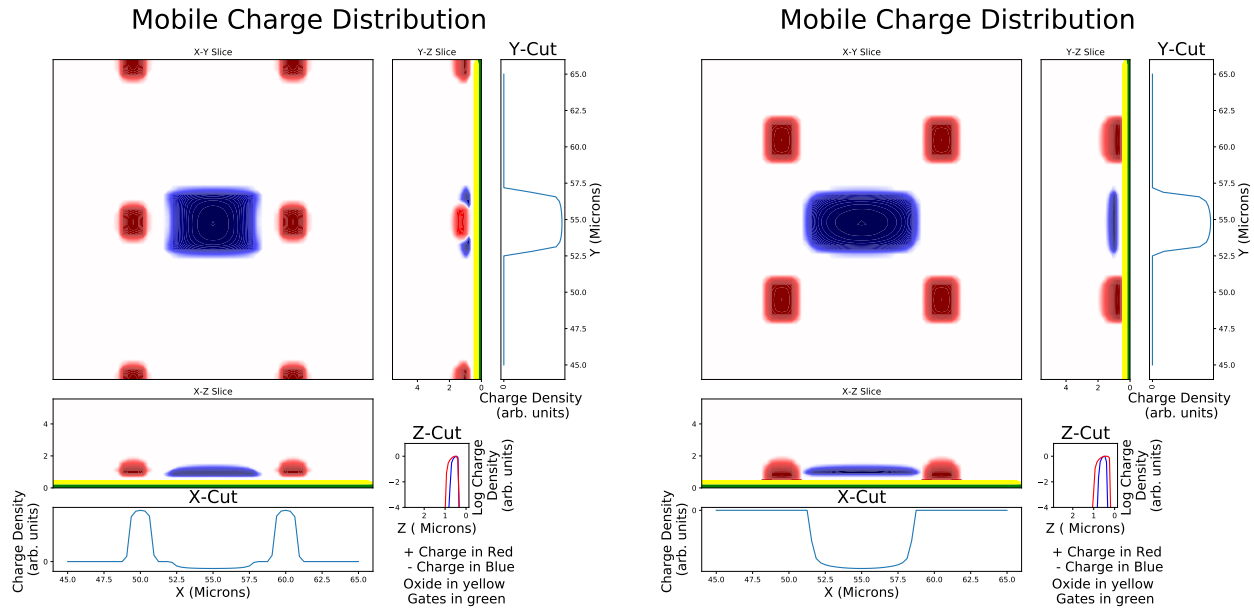 Mobile Charge Distribution
X-Y Slice
Y-Z Slice
Y-Cut
65.0
62.5
60.0
57.5
55.0
52.5
50.0
47.5
45.0
Y (Microns)
4 2 0
0
Charge Density
(arb. units)
X-Z Slice
4
2
0
Z-Cut
0
−2
−4
2 1 0
Log Charge
Density
(arb. units)
Z ( Microns)
X-Cut
Charge Density
(arb. units)
0
45.0 47.5 50.0 52.5 55.0 57.5 60.0 62.5 65.0
X (Microns)
+ Charge in Red
- Charge in Blue
Oxide in yellow
Gates in green
Mobile Charge Distribution
X-Y Slice
Y-Z Slice
Y-Cut
65.0
62.5
60.0
57.5
55.0
52.5
50.0
47.5
45.0
Y (Microns)
4 2 0
0
Charge Density
(arb. units)
X-Z Slice
4
2
0
Z-Cut
0
−2
−4
2 1 0
Log Charge
Density
(arb. units)
Z ( Microns)
X-Cut
Charge Density
(arb. units)
0
45.0 47.5 50.0 52.5 55.0 57.5 60.0 62.5 65.0
X (Microns)
+ Charge in Red
- Charge in Blue
Oxide in yellow
Gates in green